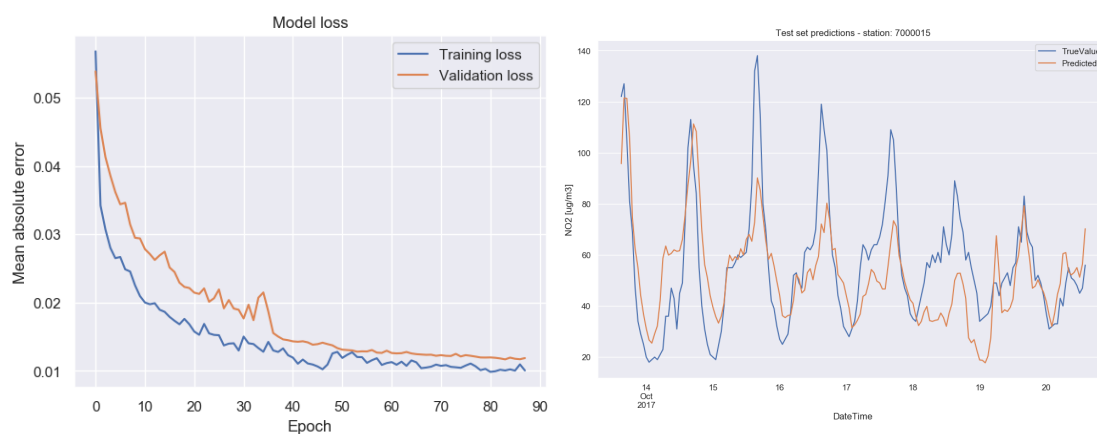 Model loss
Training loss
Validation loss
0.05
0.04
0.03
0.02
0.01
0 10 20 30 40 50 60 70 80 90
Mean absolute error
Epoch
Test set predictions - station: 7000015
TrueValue
Predicted
140
120
100
80
60
40
20
NO2 [ug/m3]
14 15 16 17 18 19 20
Oct
2017
DateTime